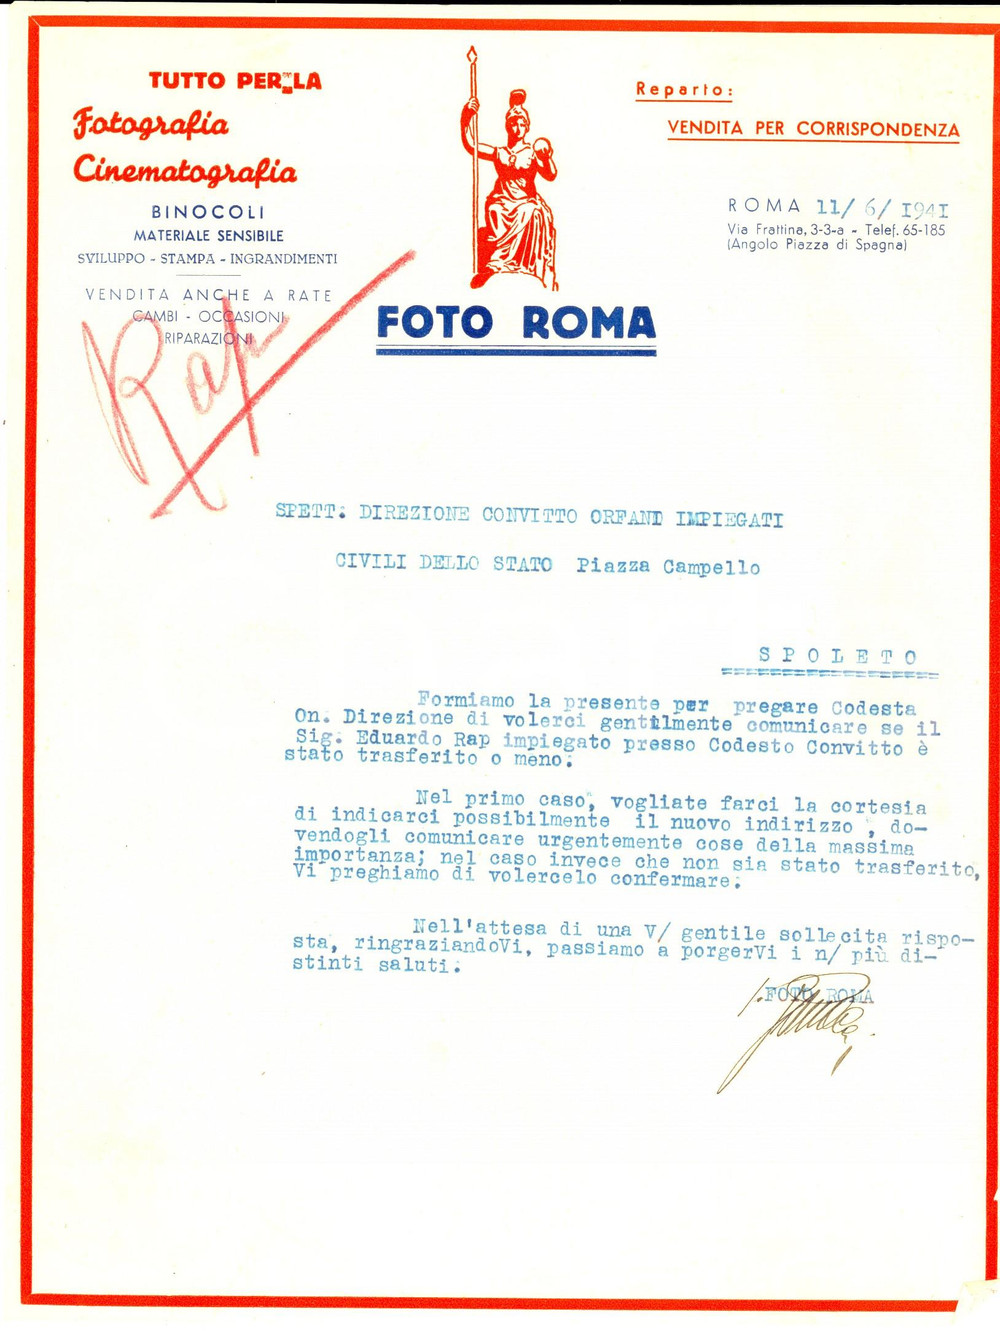 TUTTO PER LA
Fotografia
Cinematografia
BINOCOLI
MATERIALE SENSIBILE
SVILUPPO - STAMPA - INGRANDIMENTI
VENDITA ANCHE A RATE
CAMBI - OCCASIONI
RIPARAZIONI
Rap
FOTO ROMA
Reparto:
VENDITA PER CORRISPONDENZA
ROMA 11/ 6/ 1941
Via Frattina, 3-3-a - Telef. 65-185
(Angolo Piazza di Spagna)
SPETT. DIREZIONE CONVITTO ORFANI IMPIEGATI
CIVILI DELLO STATO Piazza Campello
SPOLETO
Formiamo la presente per pregare Codesta
On. Direzione di volerci gentilmente comunicare se il
Sig. Eduardo Rap impiegato presso Codesto Convitto è
stato trasferito o meno.
Nel primo caso, vogliate farci la cortesia
di indicarci possibilmente il nuovo indirizzo , do-
vendogli comunicare urgentemente cose della massima
importanza; nel caso invece che non sia stato trasferito,
Vi preghiamo di volercelo confermare.
Nell'attesa di una V/ gentile sollecita rispo-
sta, ringraziandoVi, passiamo a porgerVi i n/ più di-
stinti saluti.
FOTO ROMA